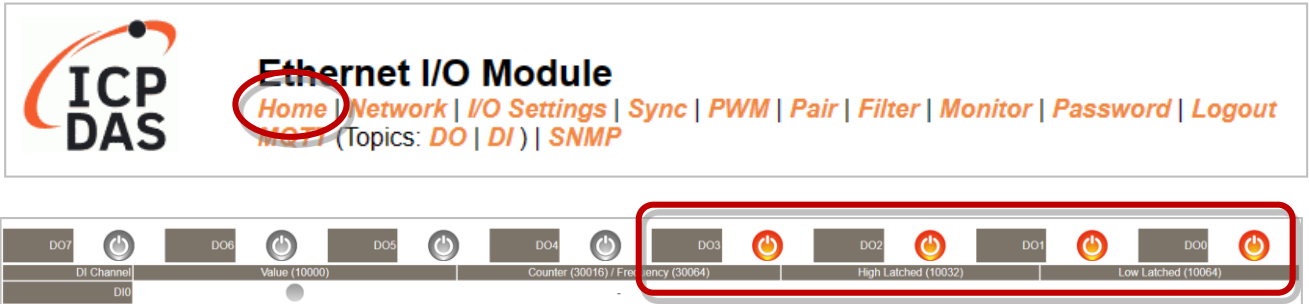 ICP
DAS
Ethernet I/O Module
Home | Network | I/O Settings | Sync | PWM | Pair | Filter | Monitor | Password | Logout
MQTT (Topics: DO | DI ) | SNMP
DO7 DO6 DO5 DO4 DO3 DO2 DO1 DO0
DI Channel Value (10000) Counter (30016) / Frequency (30064) High Latched (10032) Low Latched (10064)
DI0 -